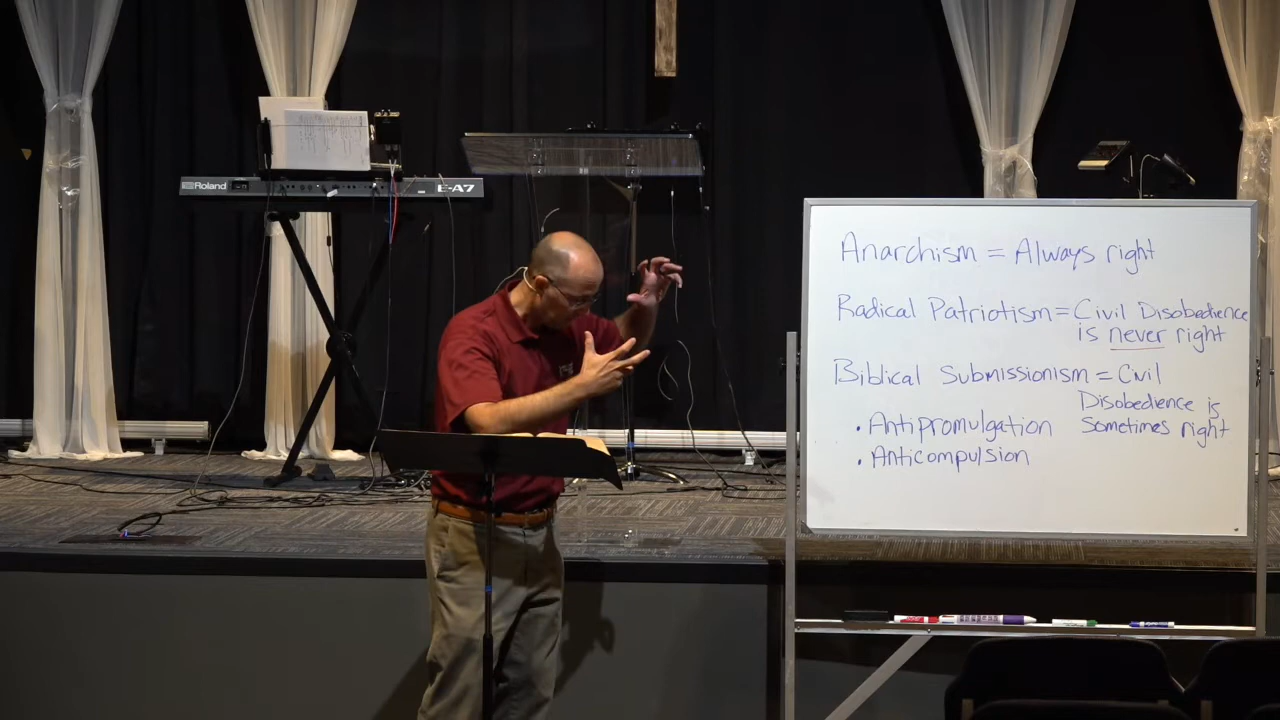 Roland
E-A7
Anarchism = Always right
Radical Patriotism = Civil Disobedience
is never right
Biblical Submissionism = Civil
Disobedience is
sometimes right
• Antipromulgation
• Anticompulsion